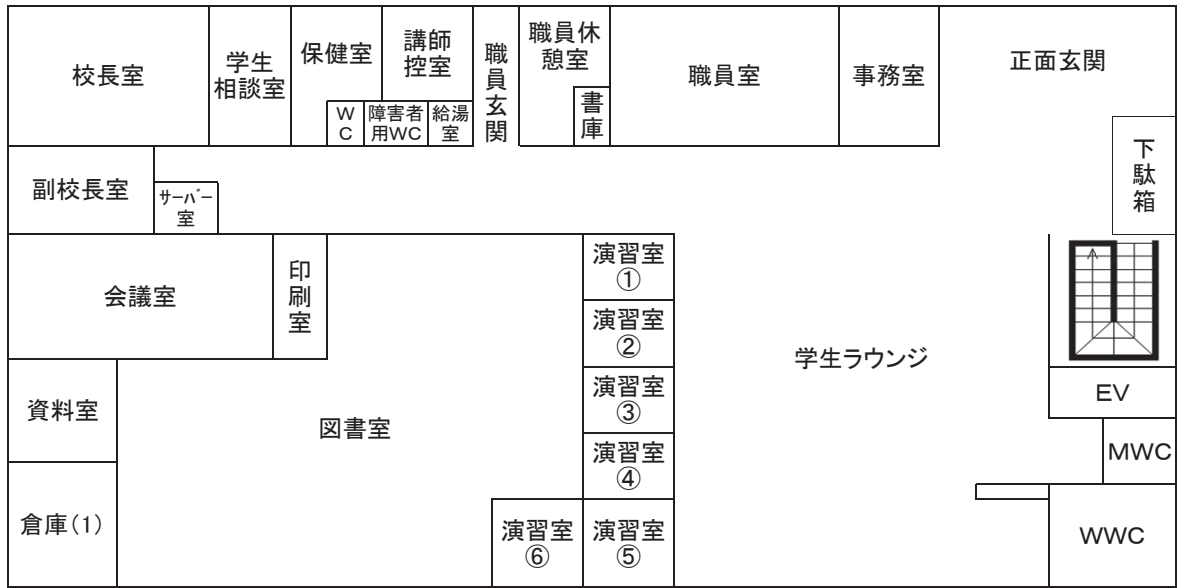 校長室
学生
相談室
保健室
講師
控室
職員玄関
職員休
憩室
職員室
事務室
正面玄関
WC
障害者
用WC
給湯
室
書庫
下駄箱
副校長室
サーバー
室
会議室
印刷室
演習室
①
演習室
②
学生ラウンジ
演習室
③
EV
資料室
図書室
演習室
④
MWC
倉庫(1)
演習室
⑥
演習室
⑤
WWC